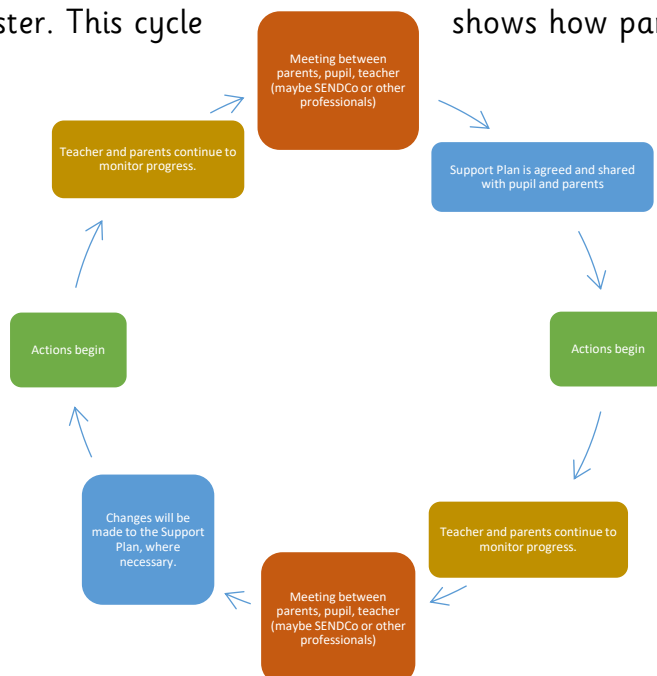 ster. This cycle shows how par
Meeting between
parents, pupil, teacher
(maybe SENDCo or other
professionals)
Support Plan is agreed and shared
with pupil and parents
Actions begin
Teacher and parents continue to
monitor progress.
Meeting between
parents, pupil, teacher
(maybe SENDCo or other
professionals)
Changes will be
made to the Support
Plan, where
necessary.
Actions begin
Teacher and parents continue to
monitor progress.